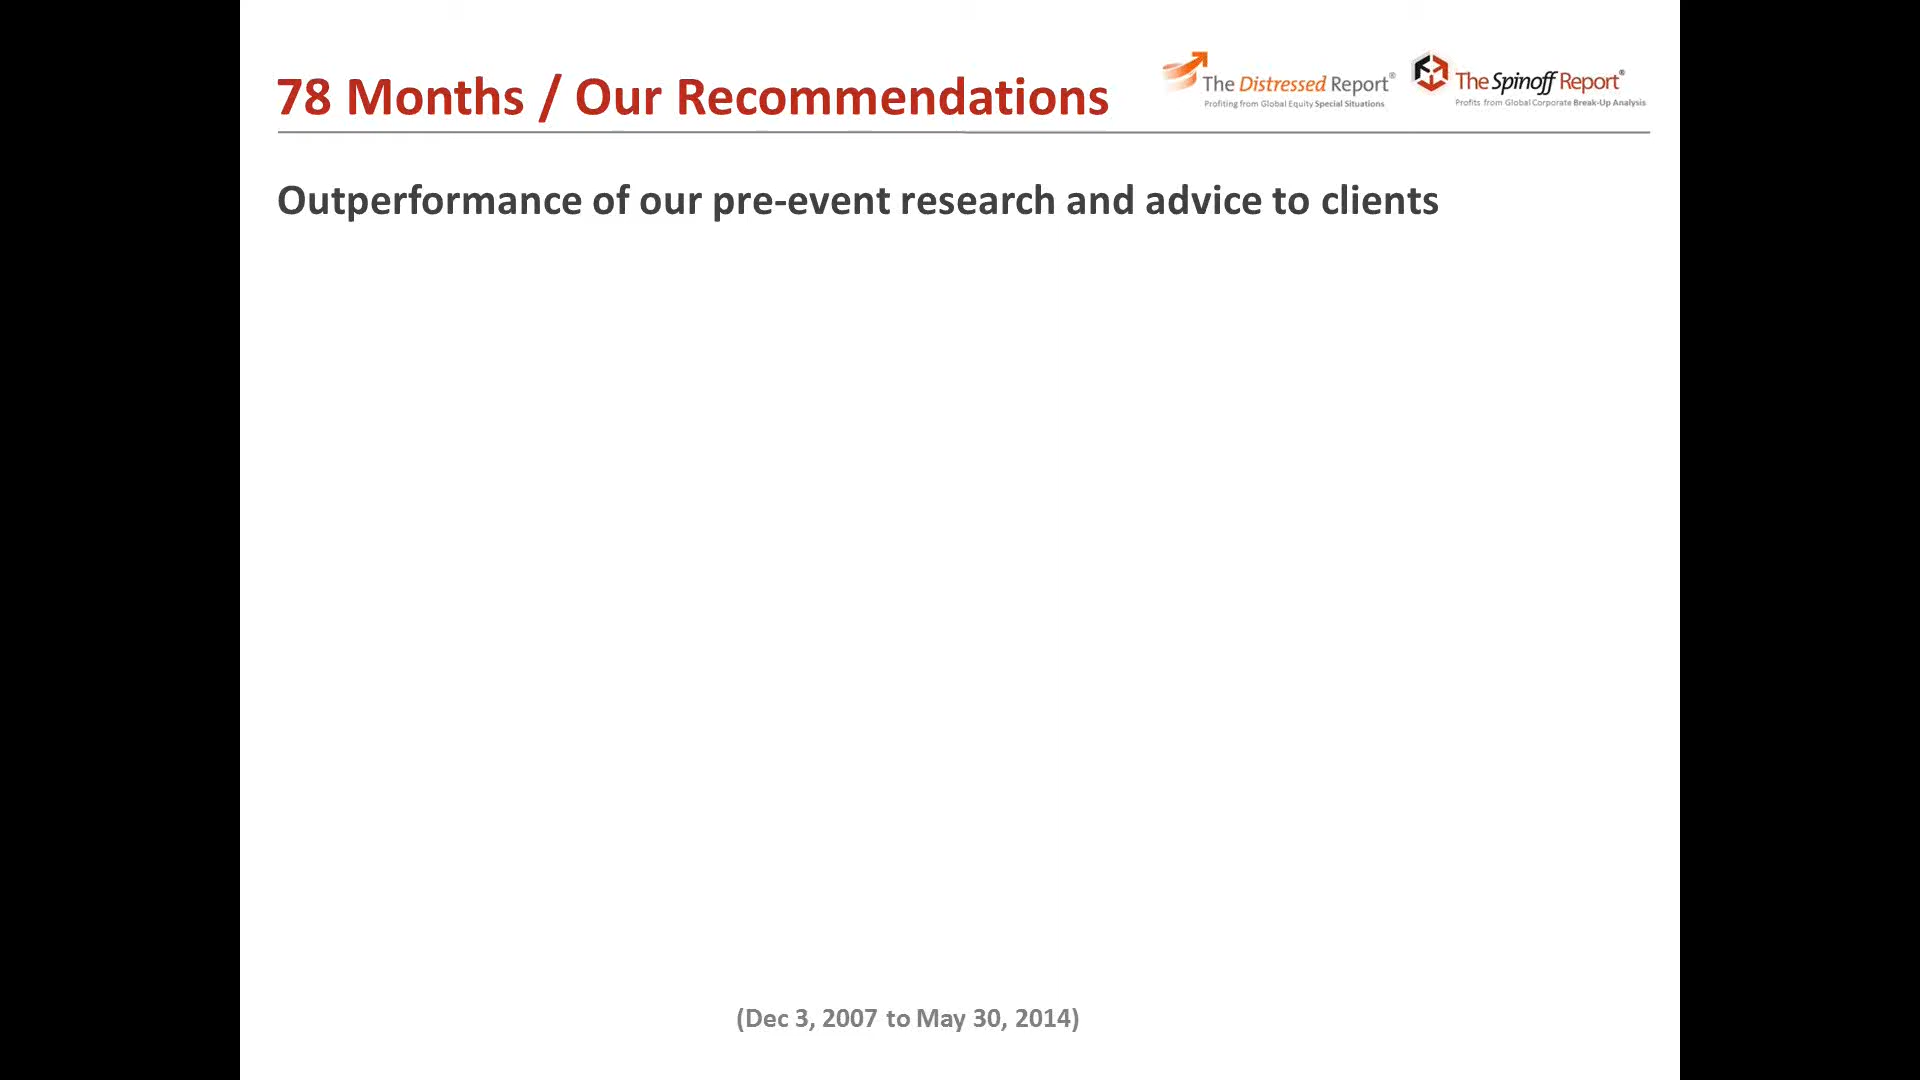 78 Months / Our Recommendations
The Distressed Report®
Profiting from Global Equity Special Situations
The Spinoff Report®
Profits from Global Corporate Break-Up Analysis
Outperformance of our pre-event research and advice to clients
(Dec 3, 2007 to May 30, 2014)